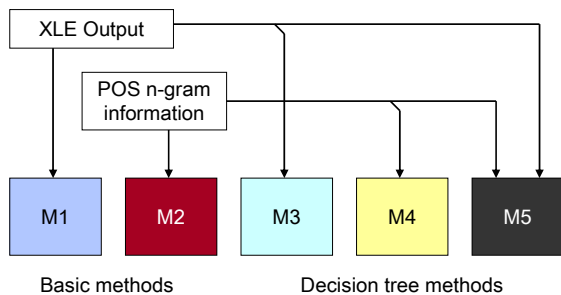 XLE Output
POS n-gram
information
M1 M2 M3 M4 M5
Basic methods Decision tree methods